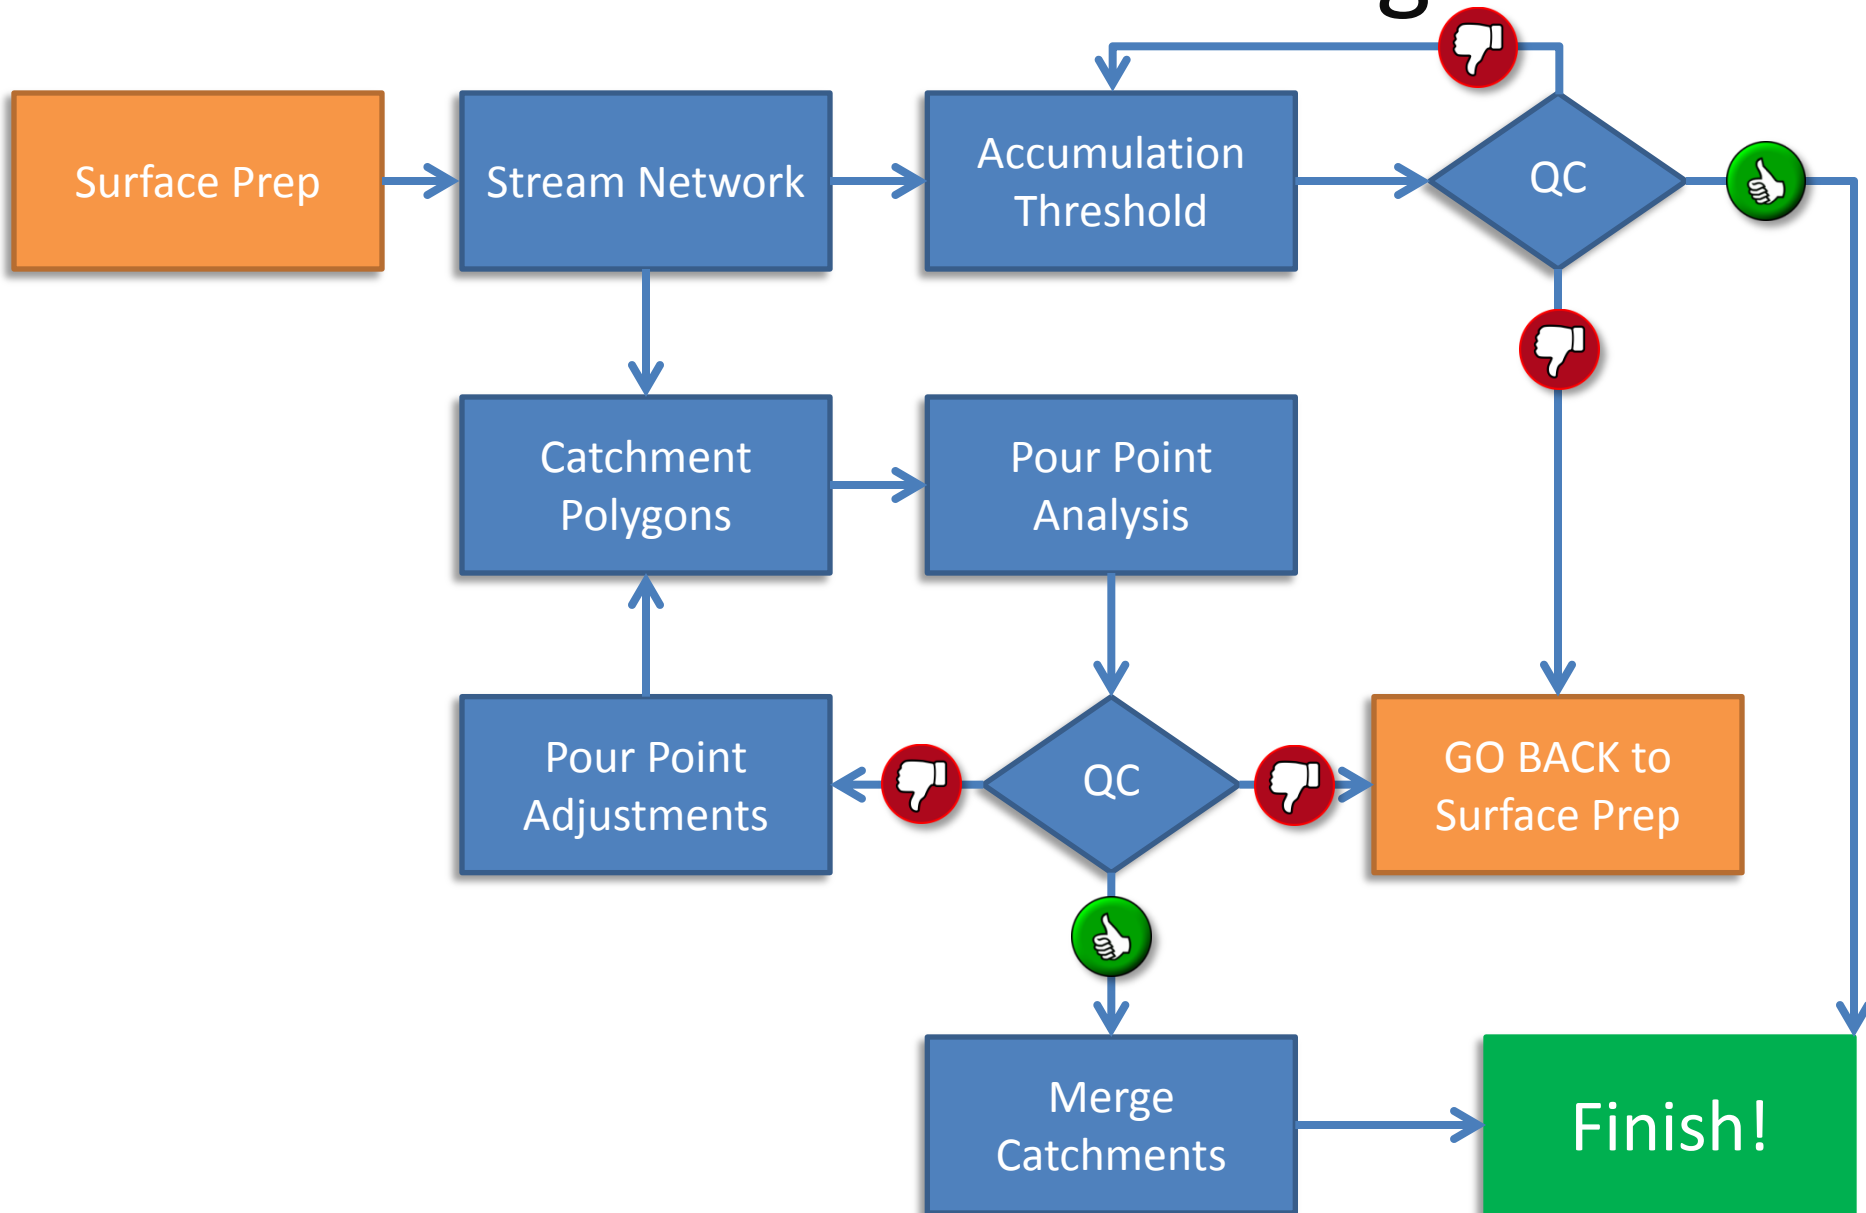 Surface Prep
Stream Network
Accumulation
Threshold
QC
Catchment
Polygons
Pour Point
Analysis
Pour Point
Adjustments
QC
GO BACK to
Surface Prep
Merge
Catchments
Finish!